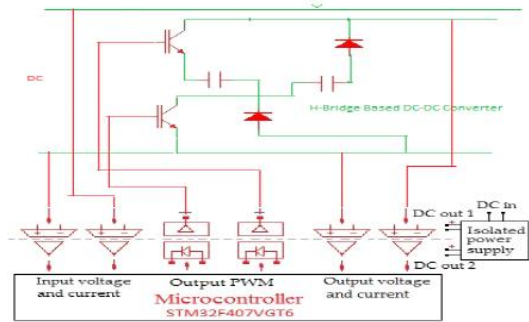 DC
H-Bridge Based DC-DC Converter
DC in
DC out 1
Isolated
power
supply
DC out 2
Input voltage
and current
Output PWM
Output voltage
and current
Microcontroller
STM32F407VGT6